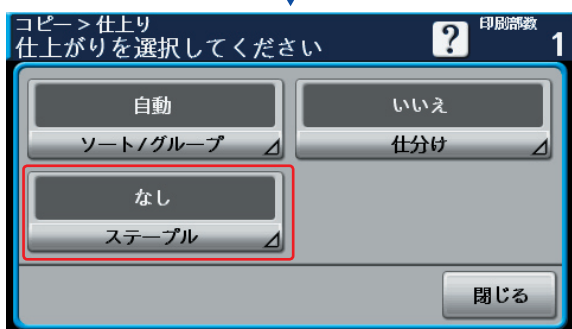 コピー＞仕上り
仕上がりを選択してください
?
印刷部数
1
自動
いいえ
ソート/グループ
仕分け
なし
ステープル
閉じる